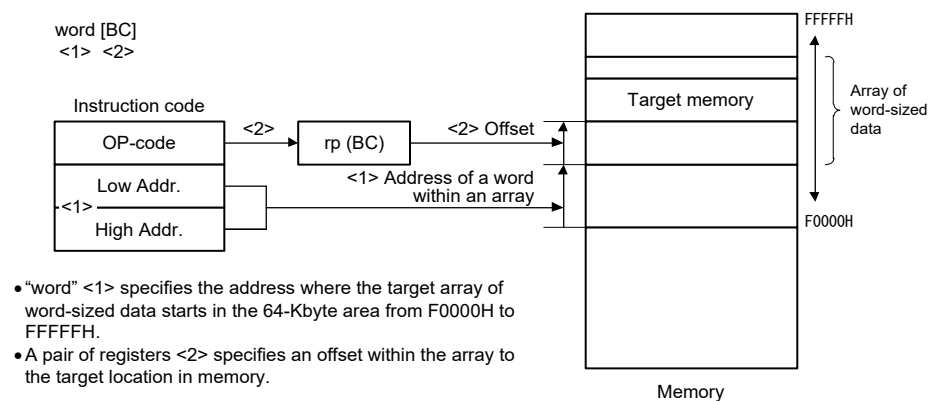 word [BC]
<1> <2>
Instruction code
OP-code
Low Addr.
<1>
High Addr.
<2>
rp (BC)
<2> Offset
<1> Address of a word
within an array
FFFFFH
Target memory
Array of
word-sized
data
F0000H
Memory
• “word” <1> specifies the address where the target array of
word-sized data starts in the 64-Kbyte area from F0000H to
FFFFFH.
• A pair of registers <2> specifies an offset within the array to
the target location in memory.